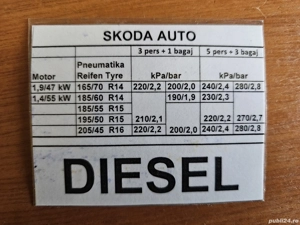 SKODA AUTO
3 pers + 1 bagaj 5 pers + 3 bagaj
Pneumatika
Motor Reifen Tyre kPa/bar kPa/bar
1,9/47 kW 165/70 R14 220/2,2 200/2,0 240/2,4 280/2,8
1,4/55 kW 185/60 R14 190/1,9 230/2,3
185/55 R15
195/50 R15 210/2,1 220/2,2 270/2,7
205/45 R16 220/2,2 200/2,0 240/2,4 280/2,8
DIESEL
publi24.ro